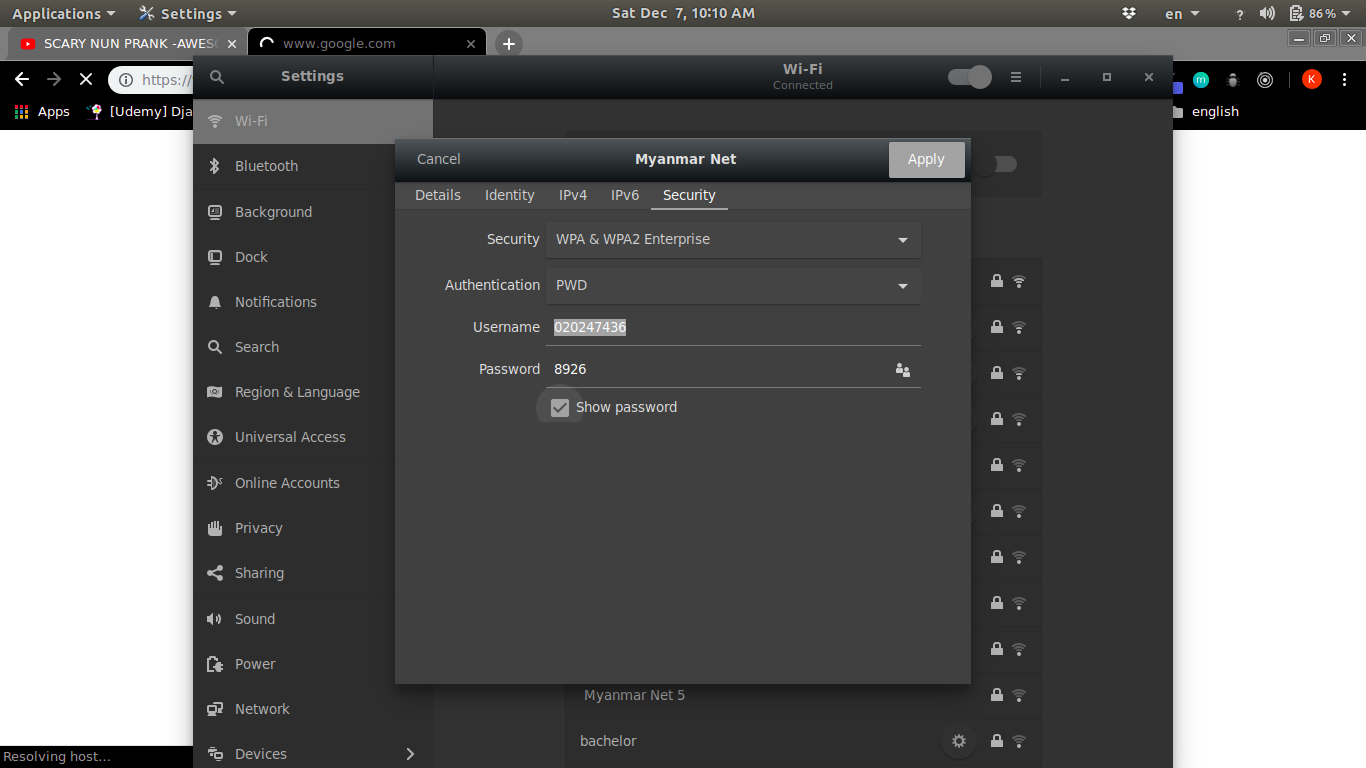 Applications Settings Sat Dec 7, 10:10 AM en ? 86%
SCARY NUN PRANK -AWES www.google.com
https:/
Apps [Udemy] Dja english
Settings Wi-Fi
Connected
K
Wi-Fi
Bluetooth
Background
Dock
Notifications
Search
Region & Language
Universal Access
Online Accounts
Privacy
Sharing
Sound
Power
Network
Devices
Cancel Myanmar Net Apply
Details Identity IPv4 IPv6 Security
Security WPA & WPA2 Enterprise
Authentication PWD
Username 020247436
Password 8926
Show password
Myanmar Net 5
bachelor
Resolving host...